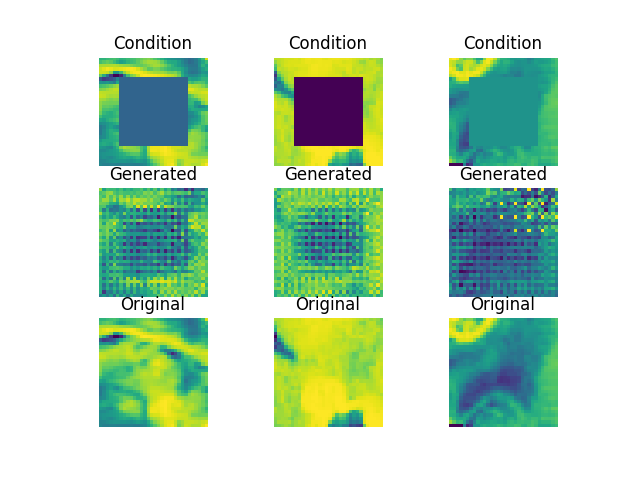 Condition Condition Condition
Generated Generated Generated
Original Original Original